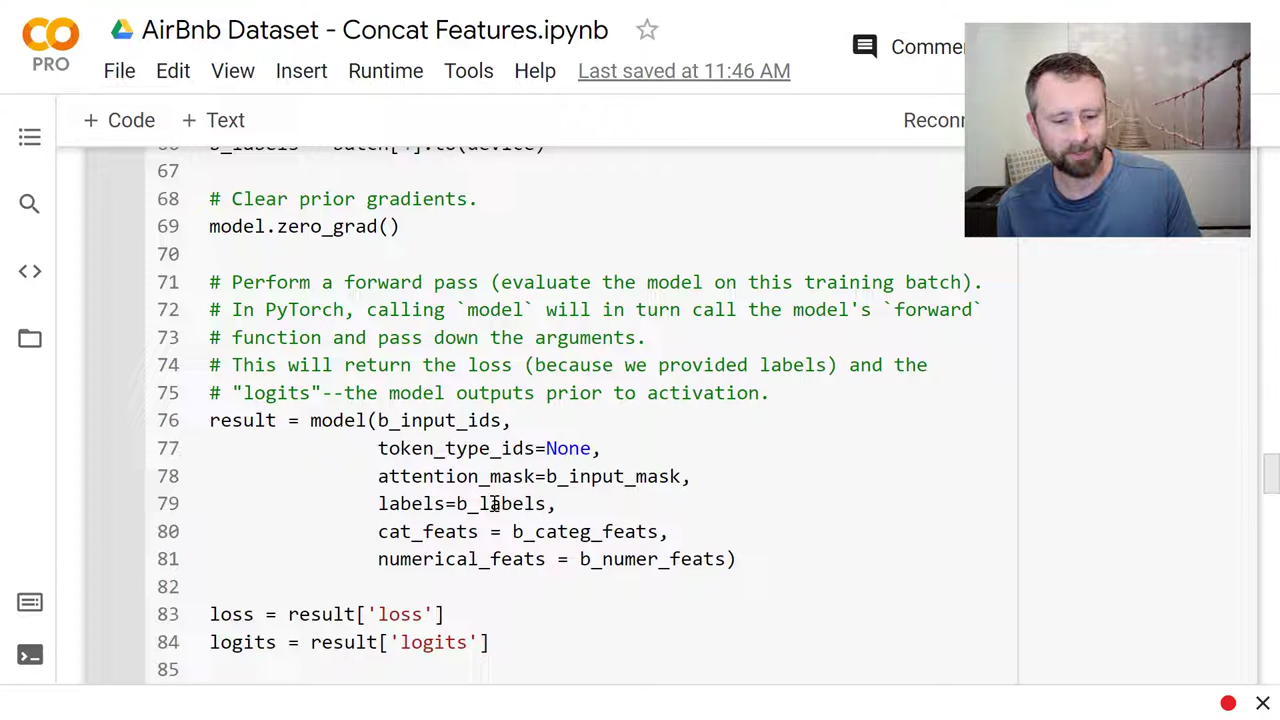 CO
PRO
AirBnb Dataset - Concat Features.ipynb
Comme
File Edit View Insert Runtime Tools Help Last saved at 11:46 AM
+ Code + Text
Reconn
67
68 # Clear prior gradients.
69 model.zero_grad()
70
71 # Perform a forward pass (evaluate the model on this training batch).
72 # In PyTorch, calling `model` will in turn call the model's `forward`
73 # function and pass down the arguments.
74 # This will return the loss (because we provided labels) and the
75 # "logits"--the model outputs prior to activation.
76 result = model(b_input_ids,
77 token_type_ids=None,
78 attention_mask=b_input_mask,
79 labels=b_labels,
80 cat_feats = b_categ_feats,
81 numerical_feats = b_numer_feats)
82
83 loss = result['loss']
84 logits = result['logits']
85